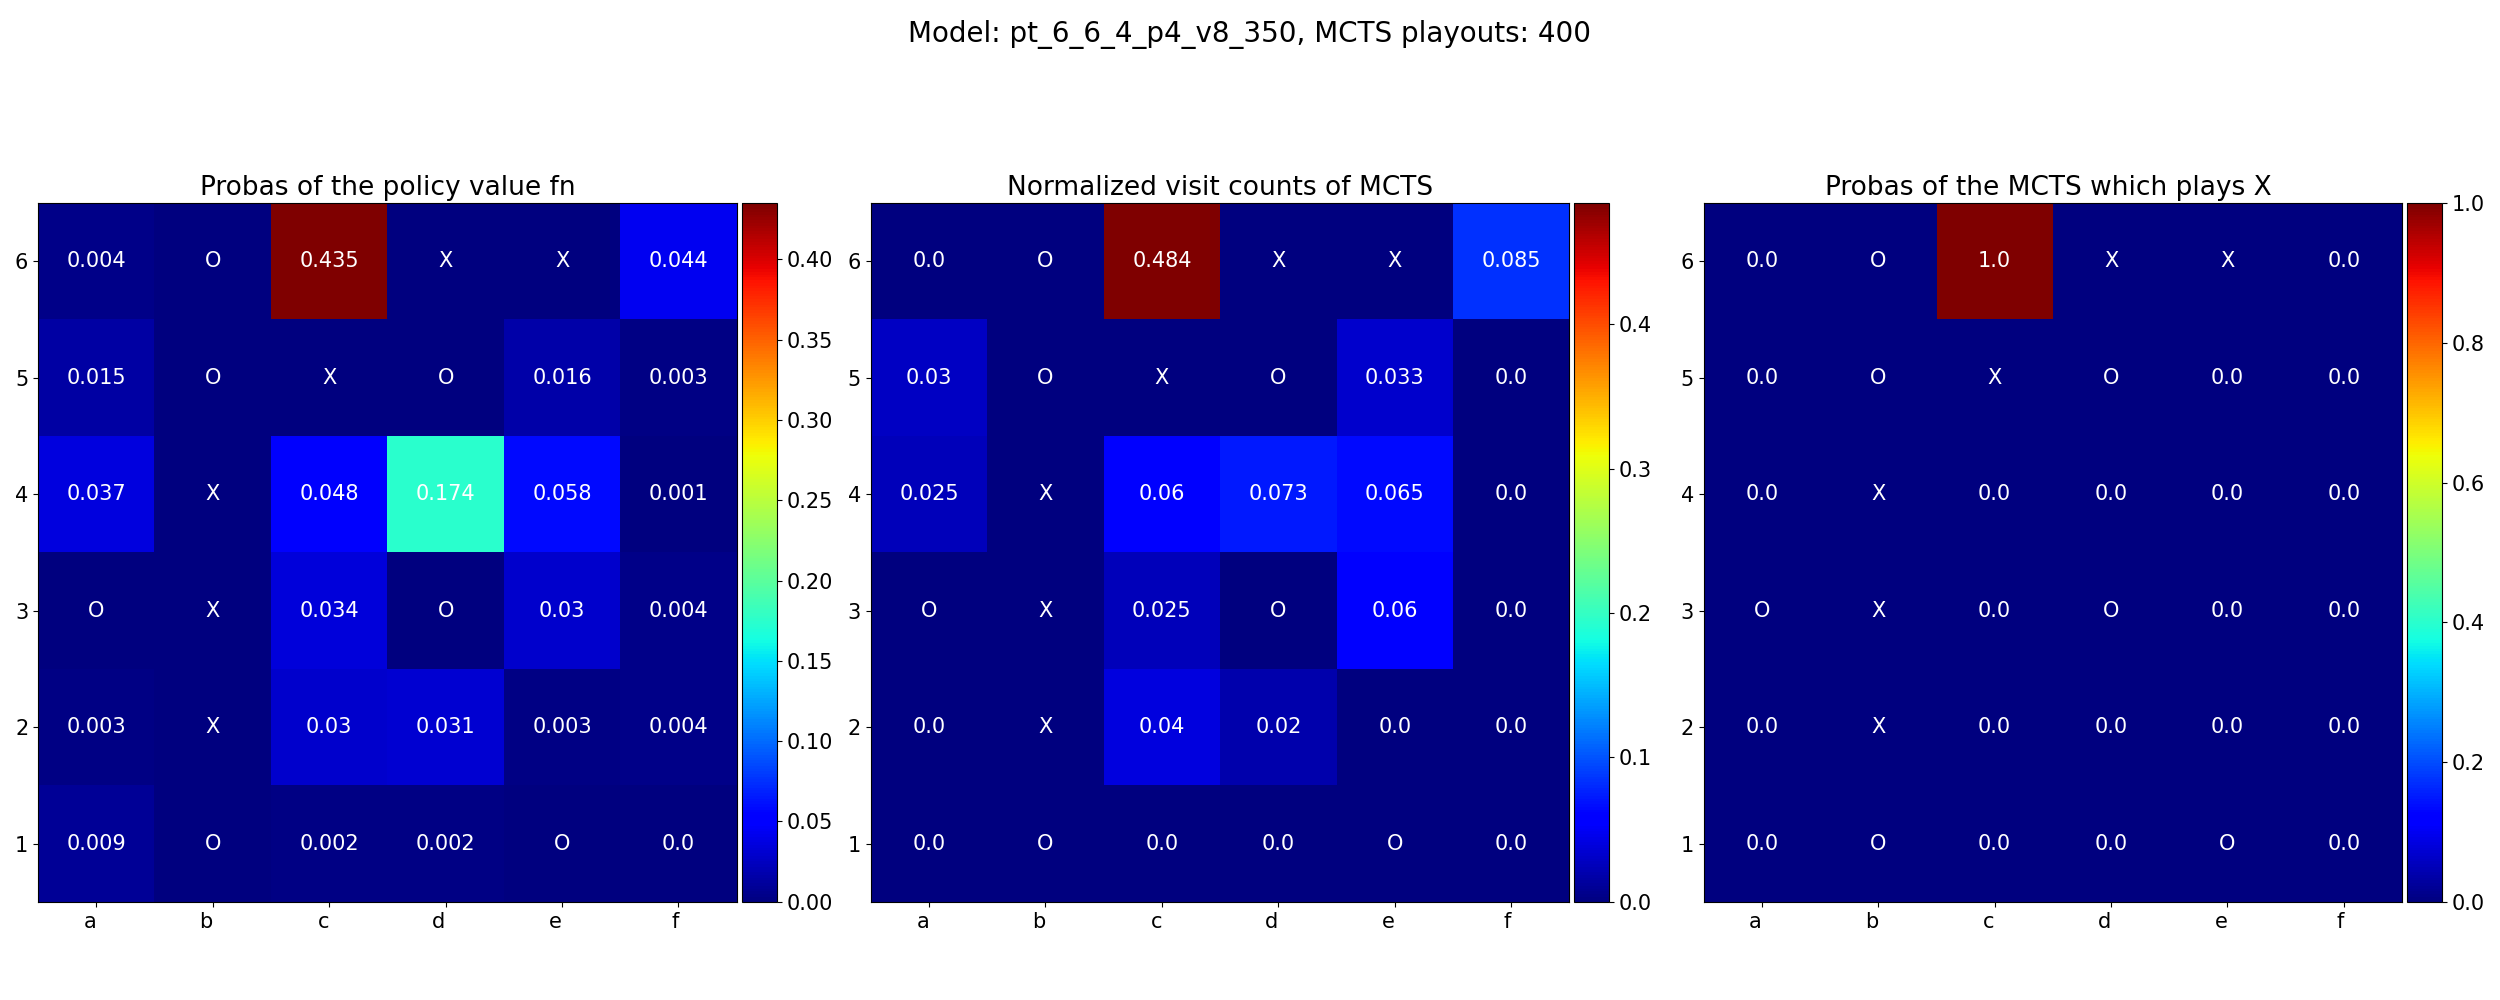 Model: pt_6_6_4_p4_v8_350, MCTS playouts: 400
Probas of the policy value fn
6 0.004 O 0.435 X X 0.044
5 0.015 O X O 0.016 0.003
4 0.037 X 0.048 0.174 0.058 0.001
3 O X 0.034 O 0.03 0.004
2 0.003 X 0.03 0.031 0.003 0.004
1 0.009 O 0.002 0.002 O 0.0
a b c d e f
0.40
0.35
0.30
0.25
0.20
0.15
0.10
0.05
0.00
Normalized visit counts of MCTS
6 0.0 O 0.484 X X 0.085
5 0.03 O X O 0.033 0.0
4 0.025 X 0.06 0.073 0.065 0.0
3 O X 0.025 O 0.06 0.0
2 0.0 X 0.04 0.02 0.0 0.0
1 0.0 O 0.0 0.0 O 0.0
a b c d e f
0.4
0.3
0.2
0.1
0.0
Probas of the MCTS which plays X
6 0.0 O 1.0 X X 0.0
5 0.0 O X O 0.0 0.0
4 0.0 X 0.0 0.0 0.0 0.0
3 O X 0.0 O 0.0 0.0
2 0.0 X 0.0 0.0 0.0 0.0
1 0.0 O 0.0 0.0 O 0.0
a b c d e f
1.0
0.8
0.6
0.4
0.2
0.0